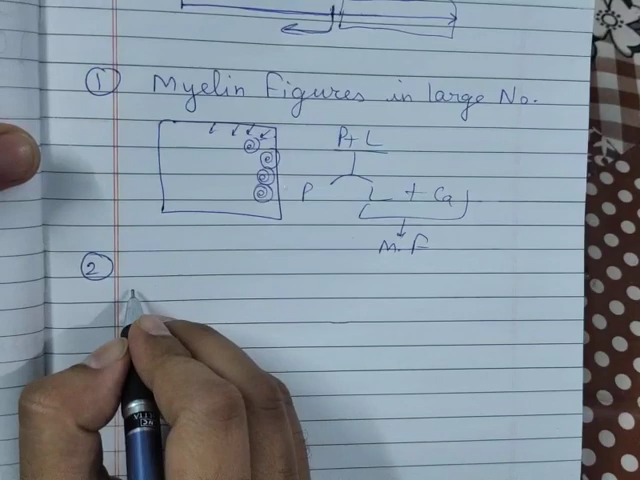 ① Myelin Figures in large No.
P + L
P L + Ca
M.F
②